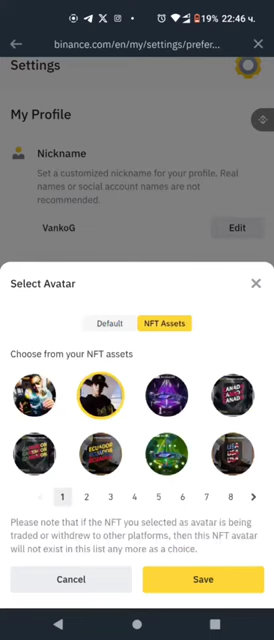 19% 22:46 ч.
binance.com/en/my/settings/prefer...
Settings
My Profile
Nickname
Set a customized nickname for your profile. Real
names or social account names are not
recommended.
VankoG
Edit
Select Avatar
Default
NFT Assets
Choose from your NFT assets
ECUADOR
1 2 3 4 5 6 7 8
Please note that if the NFT you selected as avatar is being
traded or withdrew to other platforms, then this NFT avatar
will not exist in this list any more as a choice.
Cancel
Save